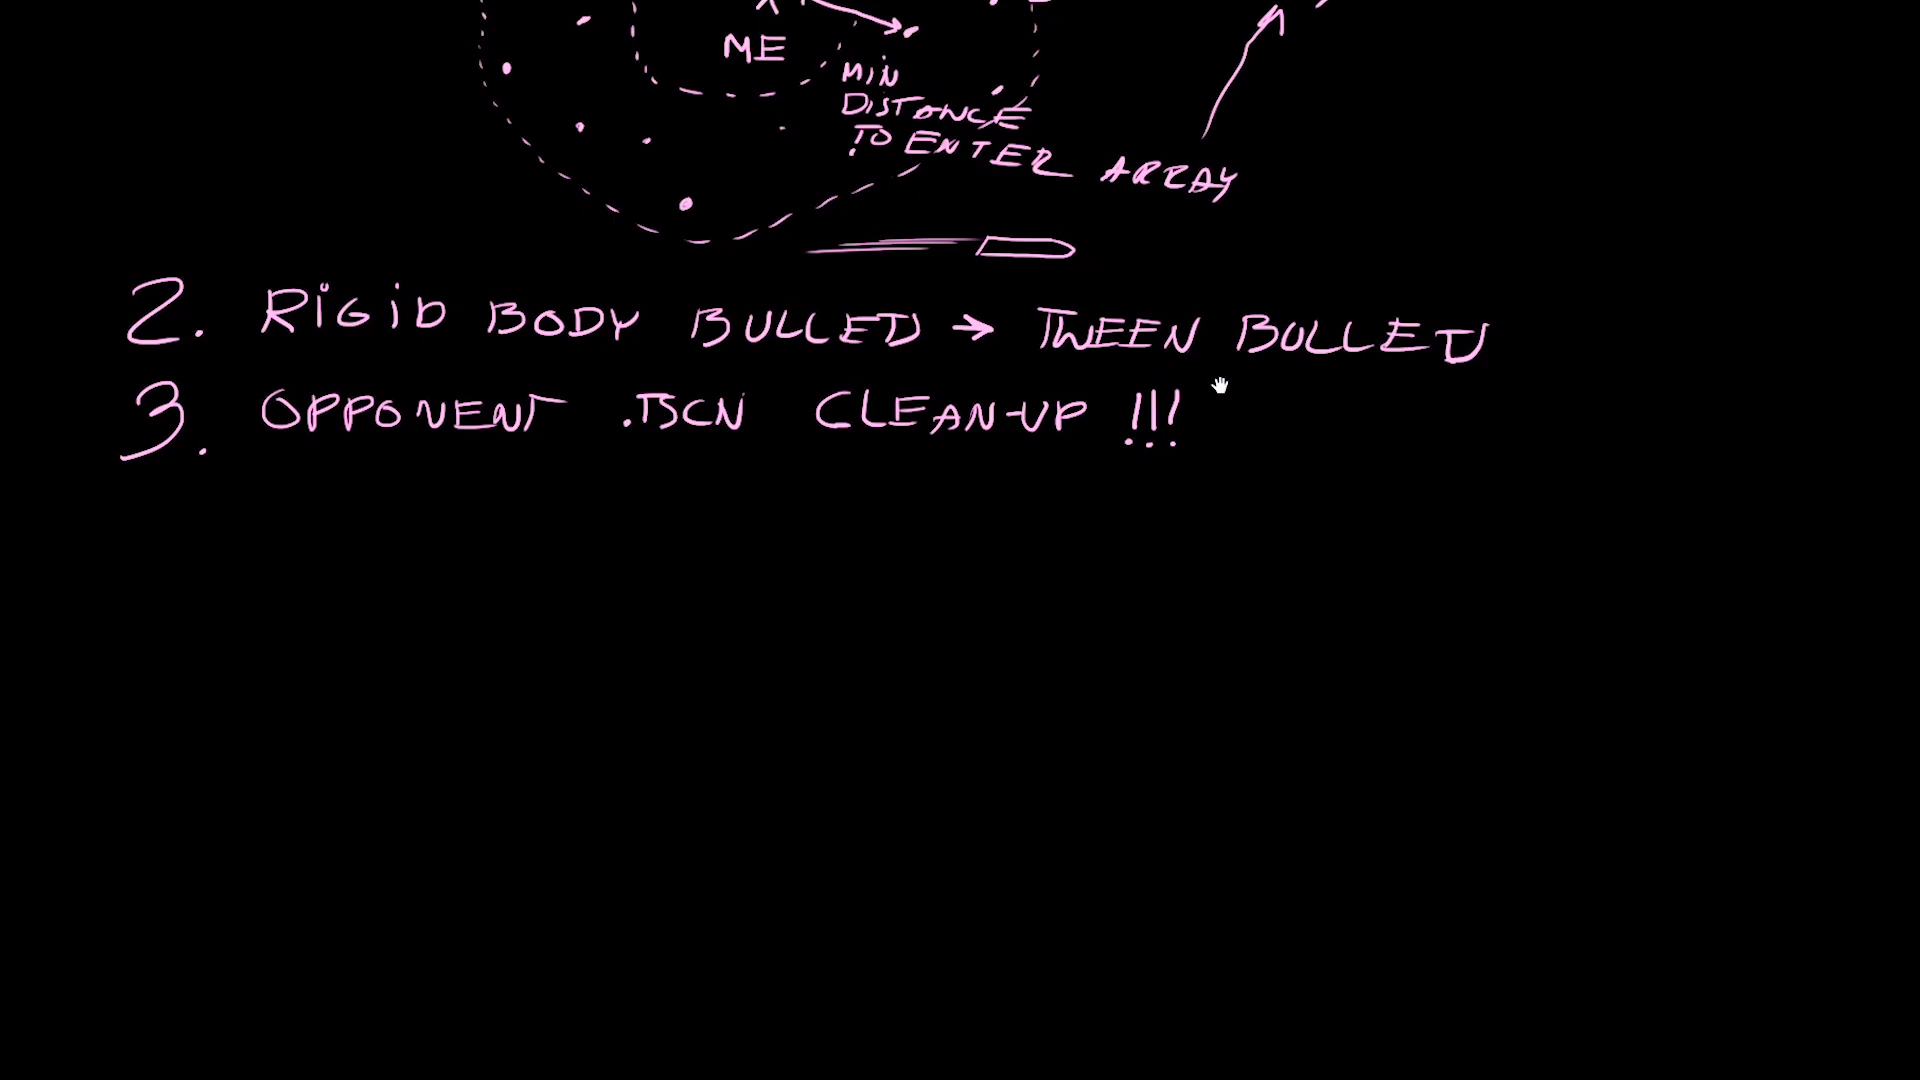 ME
MIN
DISTANCE
TO ENTER ARRAY
2. RIGID BODY BULLET → TWEEN BULLET
3. OPPONENT .TSCN CLEAN-UP !!!